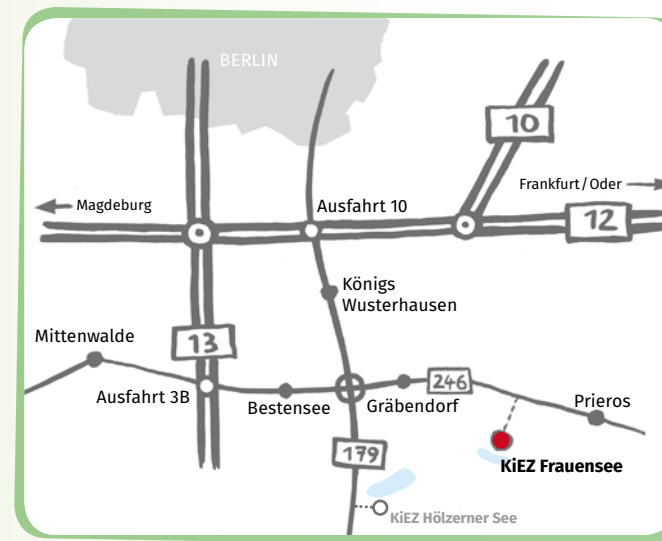 BERLIN
10
Frankfurt / Oder
Magdeburg
Ausfahrt 10
12
Königs
Wusterhausen
Mittenwalde
13
246
Ausfahrt 3B
Bestensee
Gräbendorf
Prieros
179
KiEZ Frauensee
KiEZ Hölzerner See